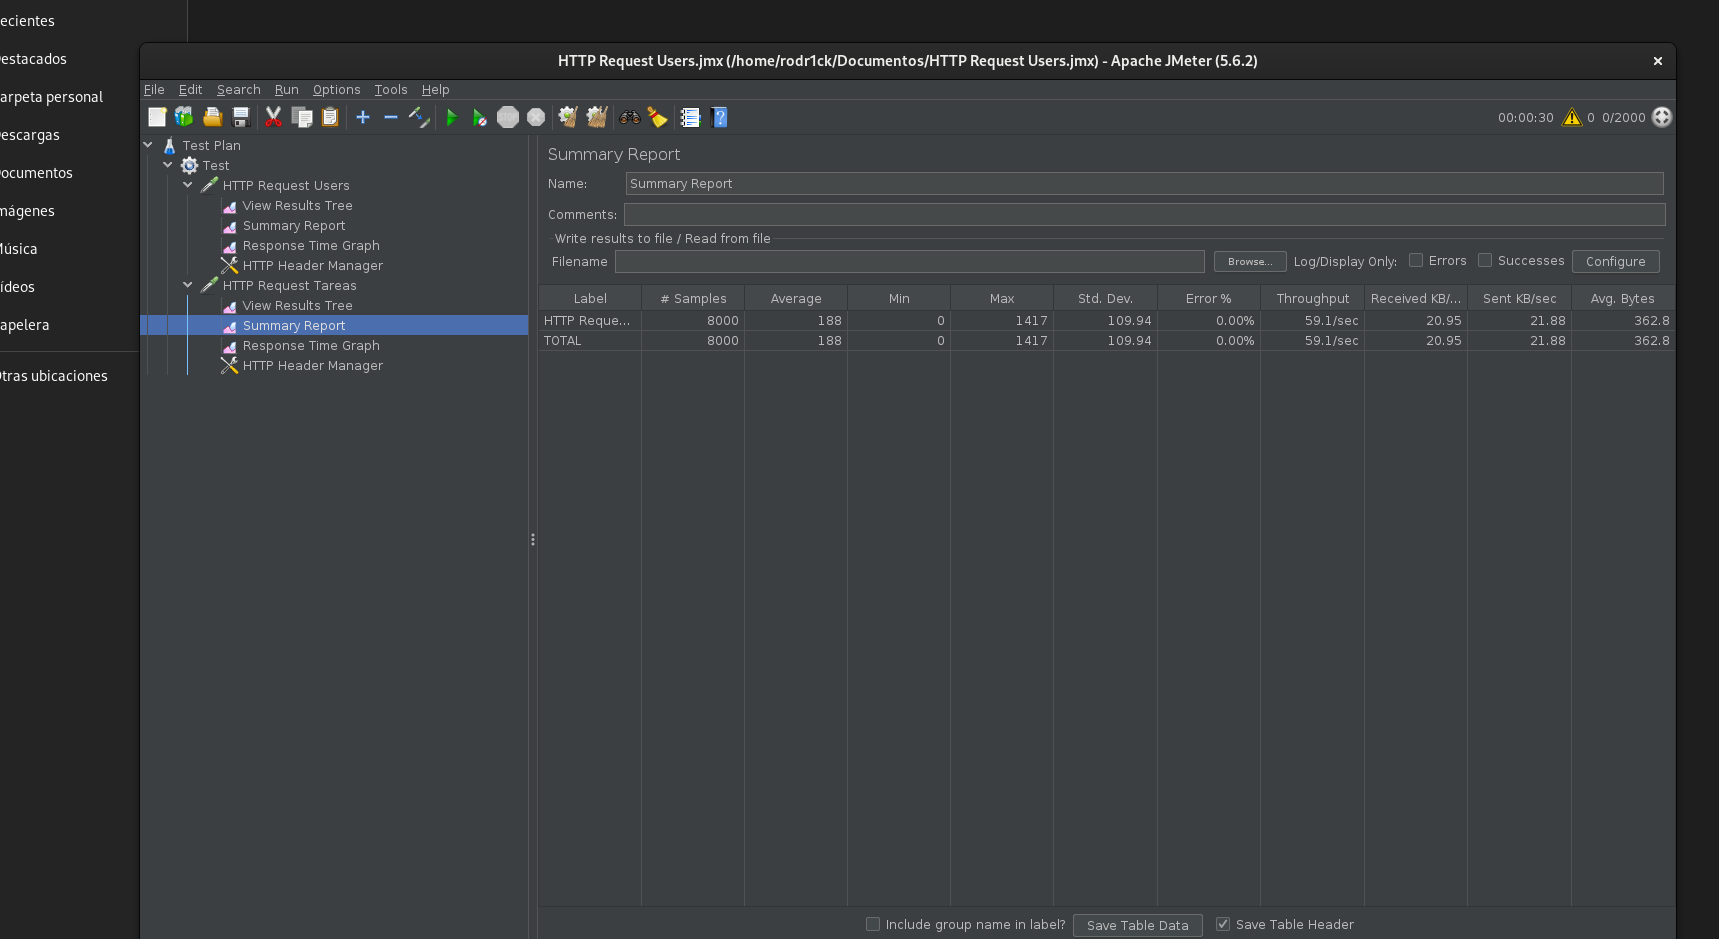 ecientes
estacados
arpeta personal
escargas
ocumentos
mágenes
úsica
ídeos
apelera
tras ubicaciones
HTTP Request Users.jmx (/home/rodr1ck/Documentos/HTTP Request Users.jmx) - Apache JMeter (5.6.2)
File Edit Search Run Options Tools Help
00:00:30 0 0/2000
Test Plan
Test
HTTP Request Users
View Results Tree
Summary Report
Response Time Graph
HTTP Header Manager
HTTP Request Tareas
View Results Tree
Summary Report
Response Time Graph
HTTP Header Manager
Summary Report
Name: Summary Report
Comments:
Write results to file / Read from file
Filename Browse... Log/Display Only: Errors Successes Configure
Label # Samples Average Min Max Std. Dev. Error % Throughput Received KB/... Sent KB/sec Avg. Bytes
HTTP Reque... 8000 188 0 1417 109.94 0.00% 59.1/sec 20.95 21.88 362.8
TOTAL 8000 188 0 1417 109.94 0.00% 59.1/sec 20.95 21.88 362.8
Include group name in label? Save Table Data Save Table Header